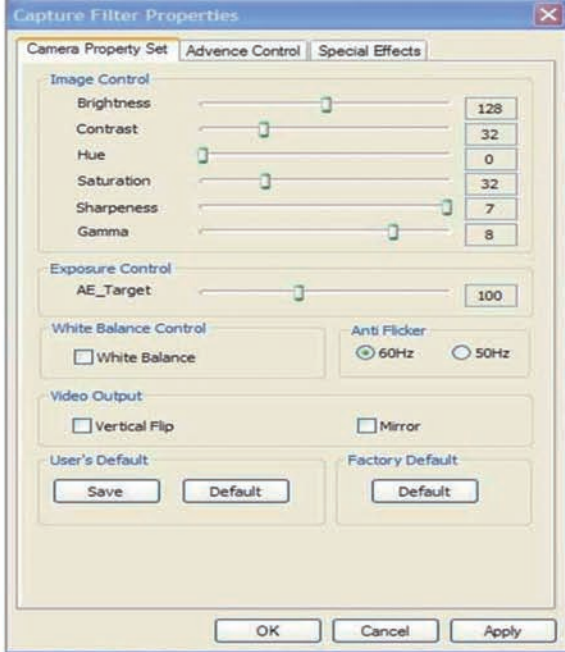 Capture Filter Properties
Camera Property Set Advence Control Special Effects
Image Control
Brightness 128
Contrast 32
Hue 0
Saturation 32
Sharpeness 7
Gamma 8
Exposure Control
AE_Target 100
White Balance Control
White Balance
Anti Flicker
60Hz 50Hz
Video Output
Vertical Flip Mirror
User's Default
Save Default
Factory Default
Default
OK Cancel Apply